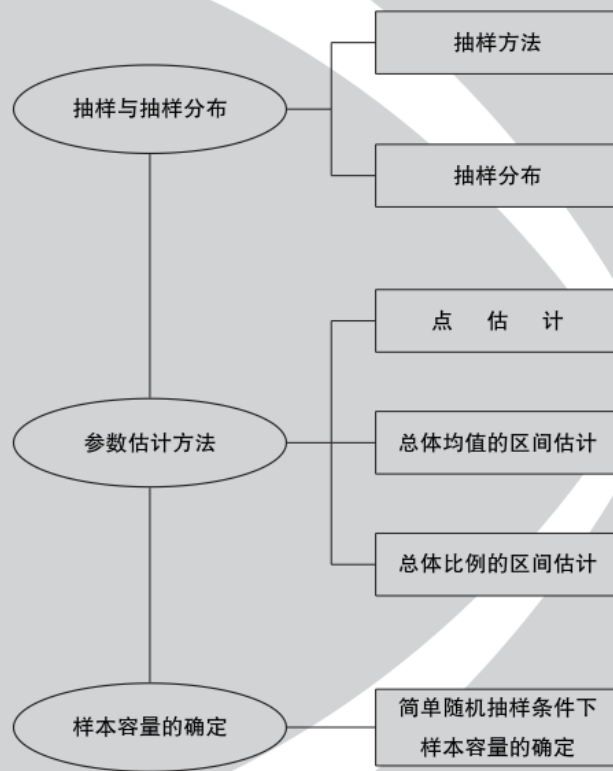 抽样方法
抽样与抽样分布
抽样分布
点 估 计
参数估计方法
总体均值的区间估计
总体比例的区间估计
简单随机抽样条件下
样本容量的确定
样本容量的确定